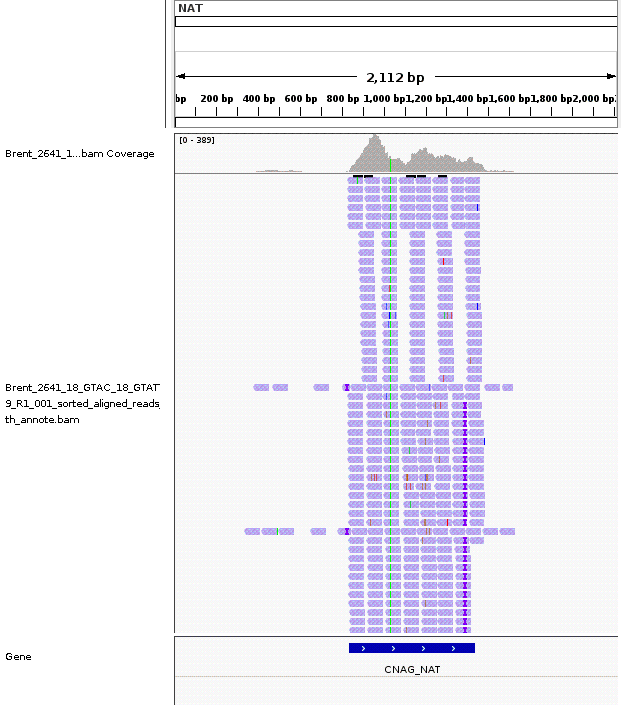 NAT
2,112 bp
bp 200 bp 400 bp 600 bp 800 bp 1,000 bp 1,200 bp 1,400 bp 1,600 bp 1,800 bp 2,000 bp
[0 - 389]
Brent_2641_1...bam Coverage
Brent_2641_18_GTAC_18_GTAT
9_R1_001_sorted_aligned_reads_
th_annote.bam
Gene
CNAG_NAT